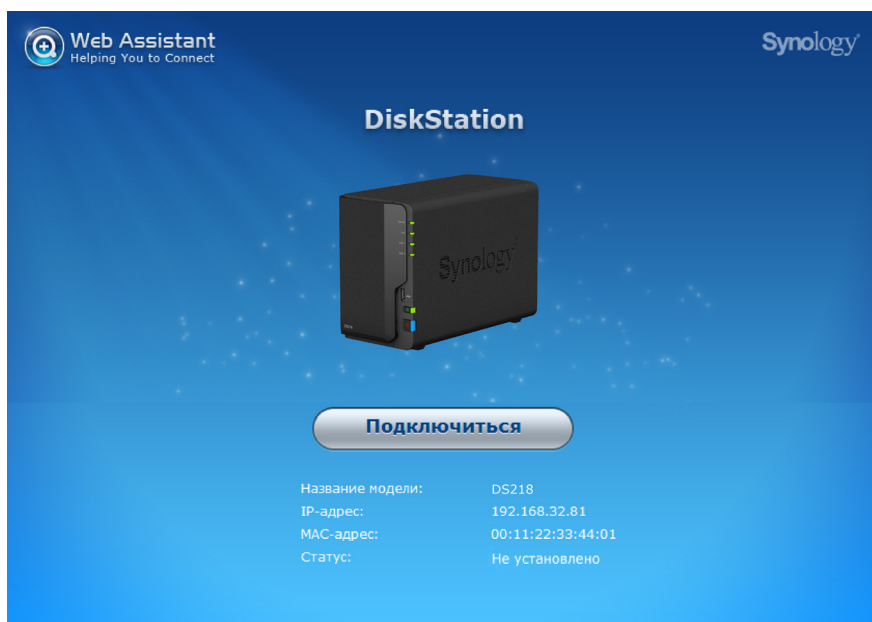 Web Assistant
Helping You to Connect
Synology
DiskStation
Synology
Подключиться
Название модели: DS218
IP-адрес: 192.168.32.81
MAC-адрес: 00:11:22:33:44:01
Статус: Не установлено